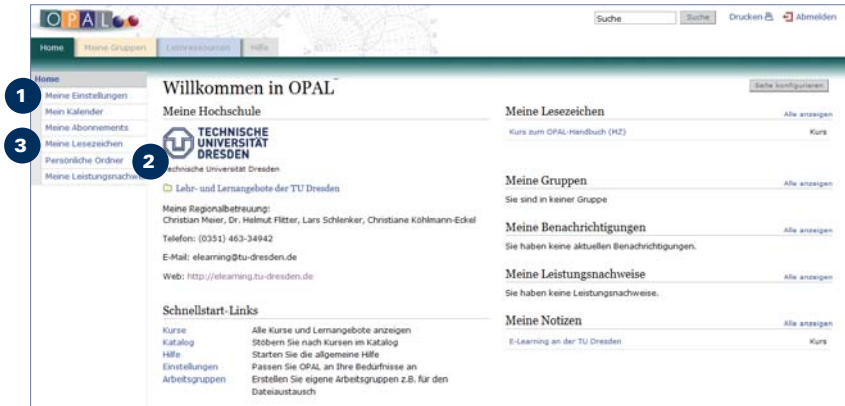 OPAL
Suche
Suche
Drucken
Abmelden
Home
Meine Gruppen
Lernressourcen
Hilfe
Home
1
Meine Einstellungen
Mein Kalender
Meine Abonnements
3
Meine Lesezeichen
Persönliche Ordner
2
Meine Leistungsnachw
Willkommen in OPAL
Seite konfigurieren
Meine Hochschule
TECHNISCHE
UNIVERSITÄT
DRESDEN
Technische Universität Dresden
Lehr- und Lernangebote der TU Dresden
Meine Regionalbetreuung:
Christian Meier, Dr. Helmut Flitter, Lars Schlenker, Christiane Köhlmann-Eckel
Telefon: (0351) 463-34942
E-Mail: elearning@tu-dresden.de
Web: http://elearning.tu-dresden.de
Schnellstart-Links
Kurse Alle Kurse und Lernangebote anzeigen
Katalog Stöbern Sie nach Kursen im Katalog
Hilfe Starten Sie die allgemeine Hilfe
Einstellungen Passen Sie OPAL an Ihre Bedürfnisse an
Arbeitsgruppen Erstellen Sie eigene Arbeitsgruppen z.B. für den
Dateiaustausch
Meine Lesezeichen Alle anzeigen
Kurs zum OPAL-Handbuch (MZ) Kurs
Meine Gruppen Alle anzeigen
Sie sind in keiner Gruppe
Meine Benachrichtigungen Alle anzeigen
Sie haben keine aktuellen Benachrichtigungen.
Meine Leistungsnachweise Alle anzeigen
Sie haben keine Leistungsnachweise.
Meine Notizen Alle anzeigen
E-Learning an der TU Dresden Kurs